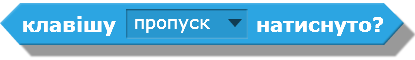 клавішу пропуск натиснуто?